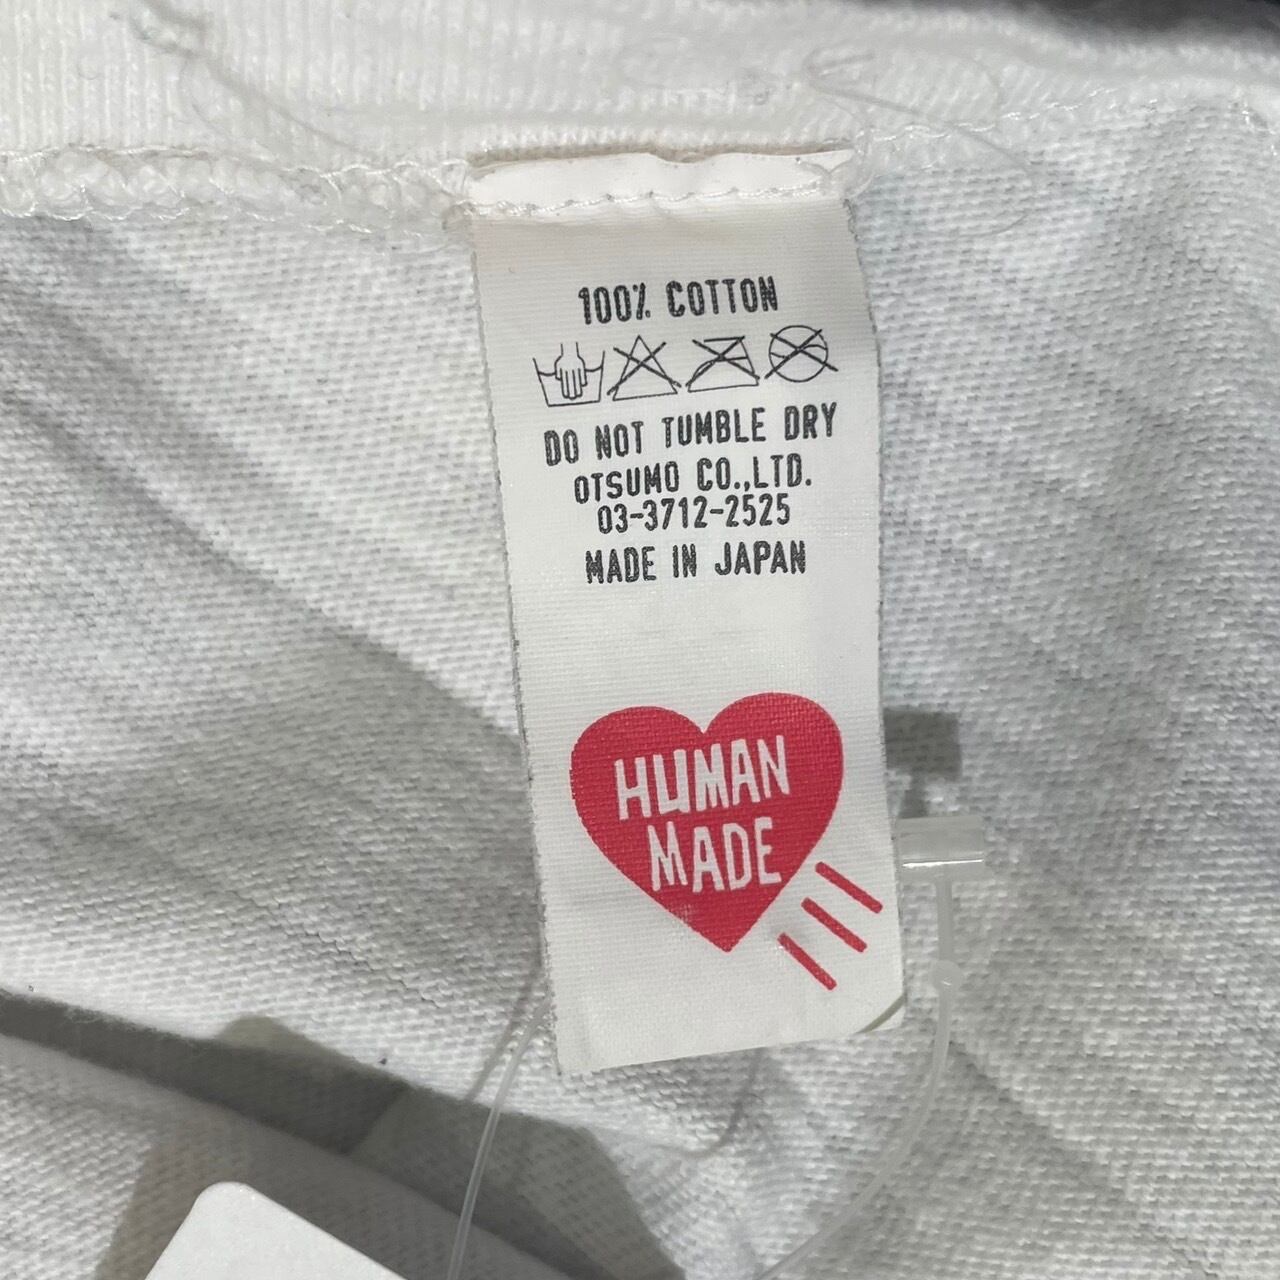 100% COTTON
DO NOT TUMBLE DRY
OTSUMO CO.,LTD.
03-3712-2525
MADE IN JAPAN
HUMAN
MADE